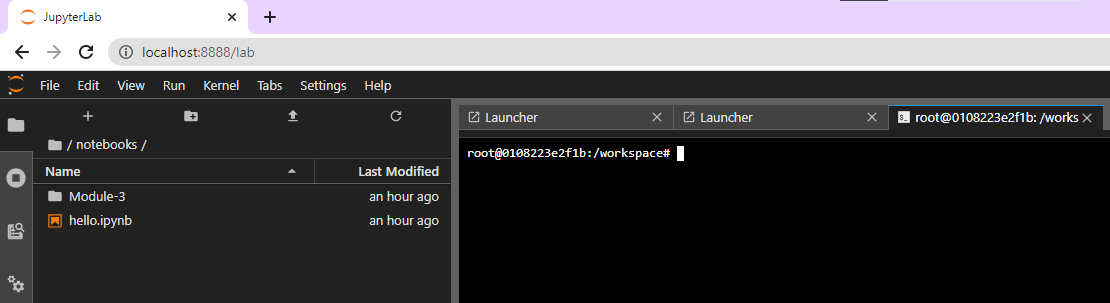 JupyterLab
localhost:8888/lab
File Edit View Run Kernel Tabs Settings Help
Launcher Launcher root@0108223e2f1b: /works
/ notebooks /
root@0108223e2f1b:/workspace#
Name Last Modified
Module-3 an hour ago
hello.ipynb an hour ago